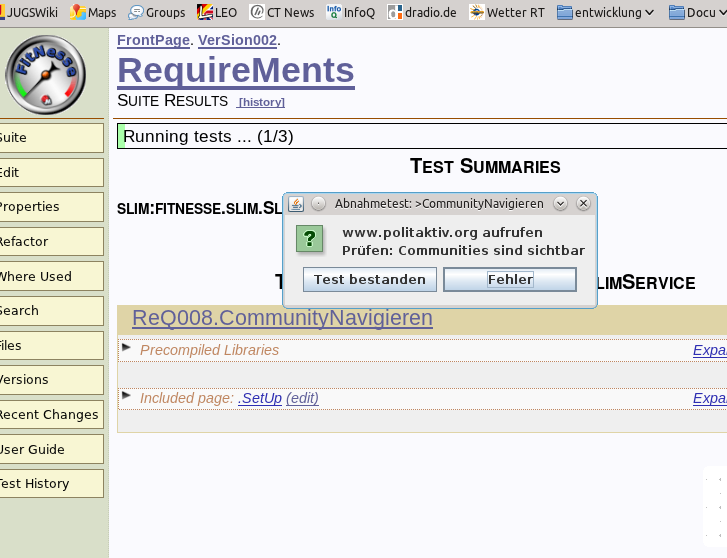 JUGSWiki Maps Groups LEO CT News InfoQ dradio.de Wetter RT entwicklung Docu
FitNesse
FrontPage. VerSion002.
RequireMents
Suite Results [history]
Running tests ... (1/3)
Test Summaries
slim:fitnesse.slim.Sl
Abnahmetest: >CommunityNavigieren
www.politaktiv.org aufrufen
Prüfen: Communities sind sichtbar
Test bestanden Fehler
T limService
ReQ008.CommunityNavigieren
Precompiled Libraries Expa
Included page: .SetUp (edit) Expa
Suite
Edit
Properties
Refactor
Where Used
Search
Files
Versions
Recent Changes
User Guide
Test History